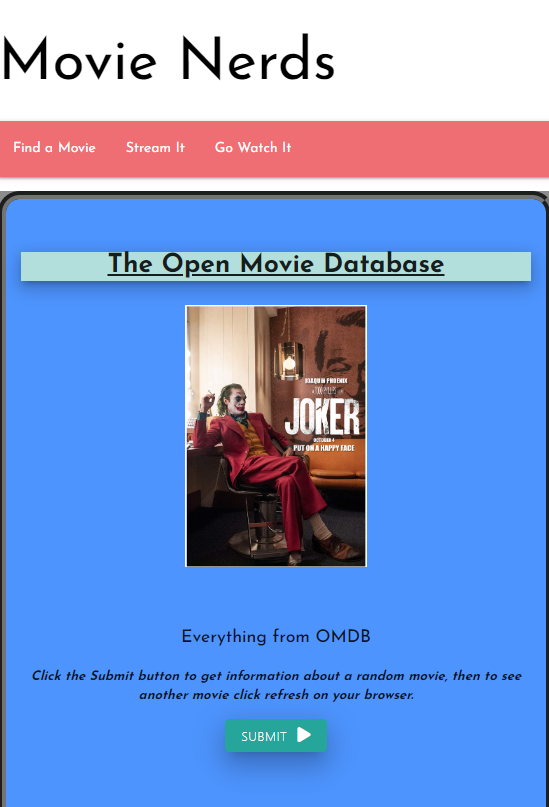 Movie Nerds
Find a Movie Stream It Go Watch It
The Open Movie Database
JOAQUIN PHOENIX
JOKER
OCTOBER 4
PUT ON A HAPPY FACE
Everything from OMDB
Click the Submit button to get information about a random movie, then to see
another movie click refresh on your browser.
SUBMIT